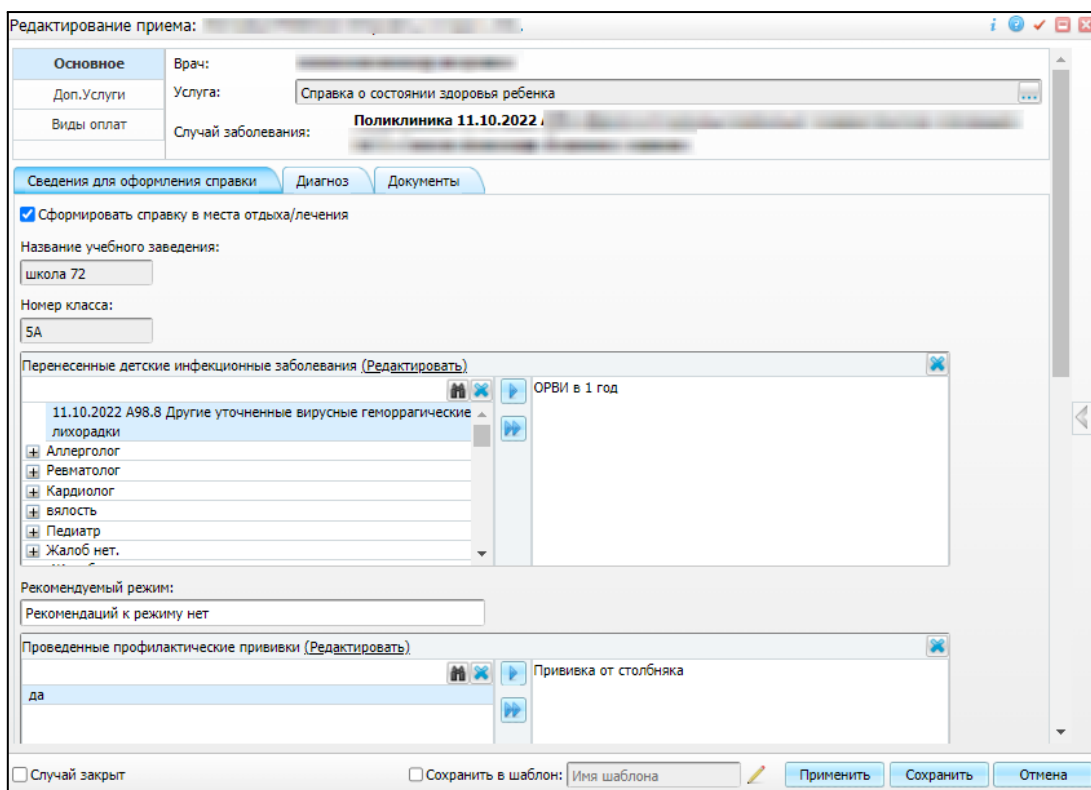 Редактирование приема:
Основное
Доп.Услуги
Виды оплат
Врач:
Услуга: Справка о состоянии здоровья ребенка ...
Случай заболевания: Поликлиника 11.10.2022
Сведения для оформления справки Диагноз Документы
Сформировать справку в места отдыха/лечения
Название учебного заведения:
школа 72
Номер класса:
5А
Перенесенные детские инфекционные заболевания (Редактировать)
11.10.2022 A98.8 Другие уточненные вирусные геморрагические
лихорадки
Аллерголог
Ревматолог
Кардиолог
вялость
Педиатр
Жалоб нет.
ОРВИ в 1 год
Рекомендуемый режим:
Рекомендаций к режиму нет
Проведенные профилактические прививки (Редактировать)
да
Прививка от столбняка
Случай закрыт Сохранить в шаблон: Имя шаблона Применить Сохранить Отмена